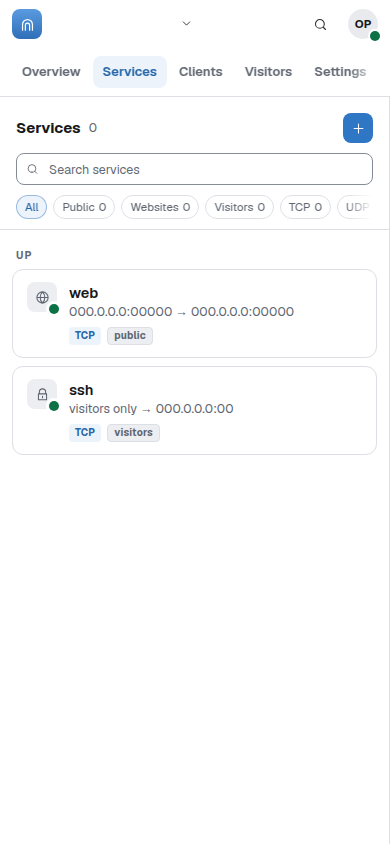 OP
Overview Services Clients Visitors Settings
Services 0
Search services
All Public 0 Websites 0 Visitors 0 TCP 0 UDP
UP
web
000.0.0.0:00000 → 000.0.0.0:00000
TCP public
ssh
visitors only → 000.0.0.0:00
TCP visitors